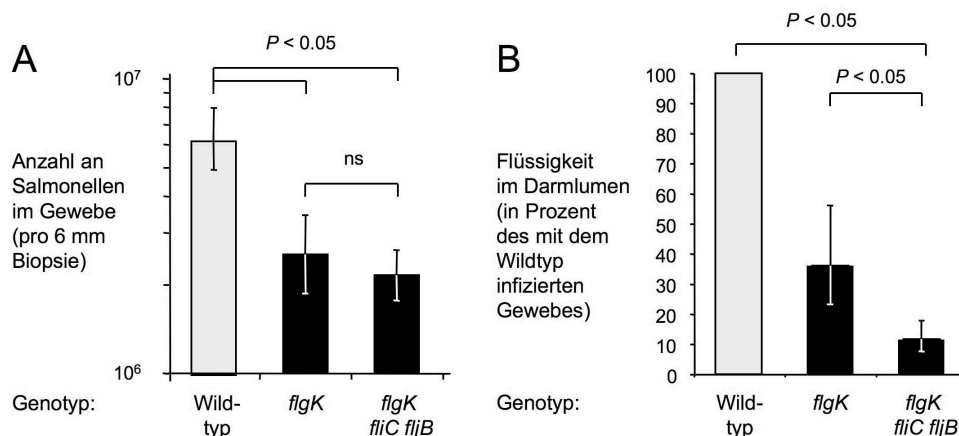 A
P < 0.05
10⁷
Anzahl an
Salmonellen
im Gewebe
(pro 6 mm
Biopsie)
ns
10⁶
Genotyp:
Wild-
typ
flgK
flgK
fliC fljB
B
P < 0.05
P < 0.05
Flüssigkeit
im Darmlumen
(in Prozent
des mit dem
Wildtyp
infizierten
Gewebes)
100
90
80
70
60
50
40
30
20
10
0
Genotyp:
Wild-
typ
flgK
flgK
fliC fljB